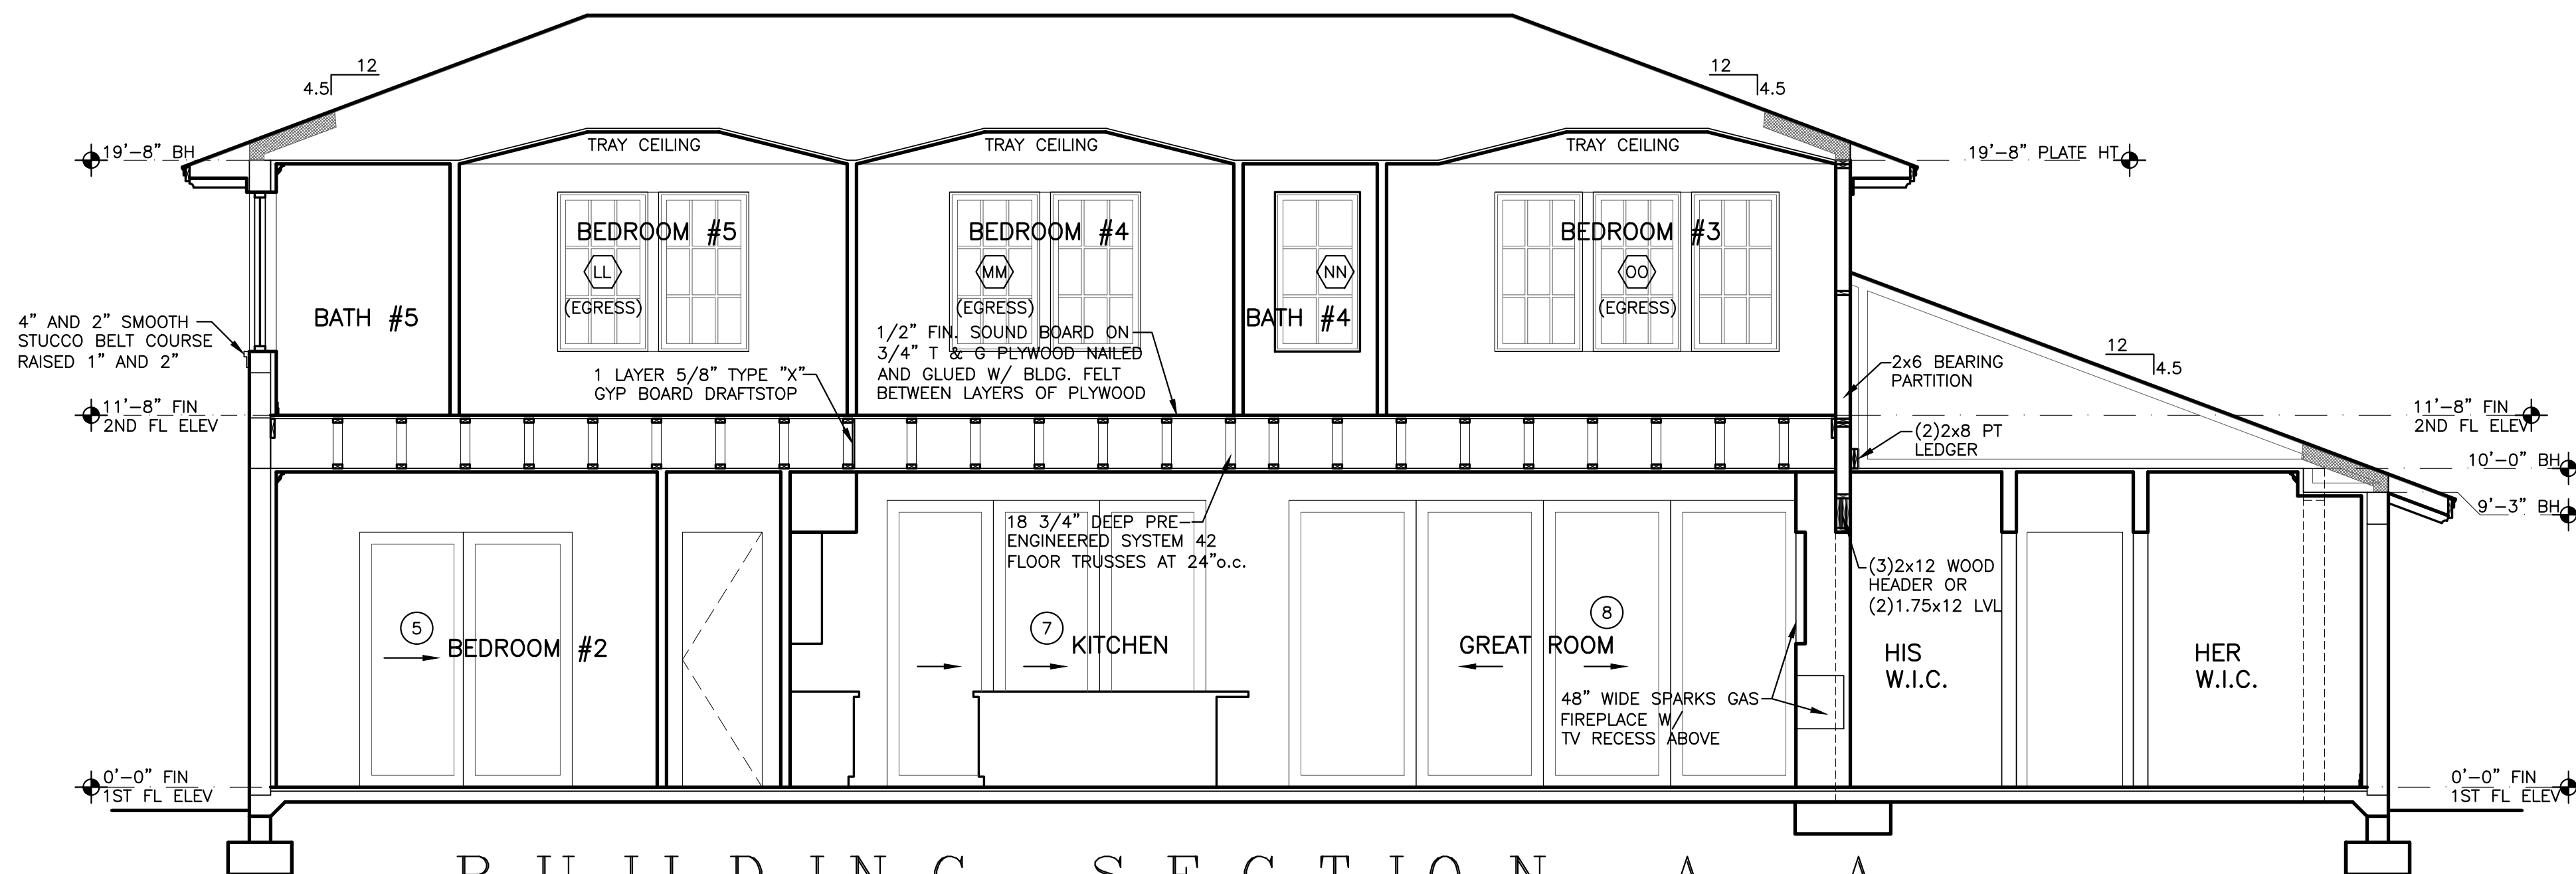 12
4.5
12
4.5
19'-8" BH
19'-8" PLATE HT
TRAY CEILING
TRAY CEILING
TRAY CEILING
BEDROOM #5
BEDROOM #4
BEDROOM #3
LL
MM
NN
OO
(EGRESS)
(EGRESS)
(EGRESS)
BATH #5
BATH #4
4" AND 2" SMOOTH
STUCCO BELT COURSE
RAISED 1" AND 2"
1/2" FIN. SOUND BOARD ON
3/4" T & G PLYWOOD NAILED
AND GLUED W/ BLDG. FELT
BETWEEN LAYERS OF PLYWOOD
1 LAYER 5/8" TYPE "X"
GYP BOARD DRAFTSTOP
12
4.5
2x6 BEARING
PARTITION
11'-8" FIN
2ND FL ELEV
11'-8" FIN
2ND FL ELEV
(2)2x8 PT
LEDGER
10'-0" BH
9'-3" BH
18 3/4" DEEP PRE-
ENGINEERED SYSTEM 42
FLOOR TRUSSES AT 24"o.c.
(3)2x12 WOOD
HEADER OR
(2)1.75x12 LVL
5
7
8
BEDROOM #2
KITCHEN
GREAT ROOM
HIS
W.I.C.
HER
W.I.C.
48" WIDE SPARKS GAS
FIREPLACE W/
TV RECESS ABOVE
0'-0" FIN
1ST FL ELEV
0'-0" FIN
1ST FL ELEV
BUILDING SECTION A A